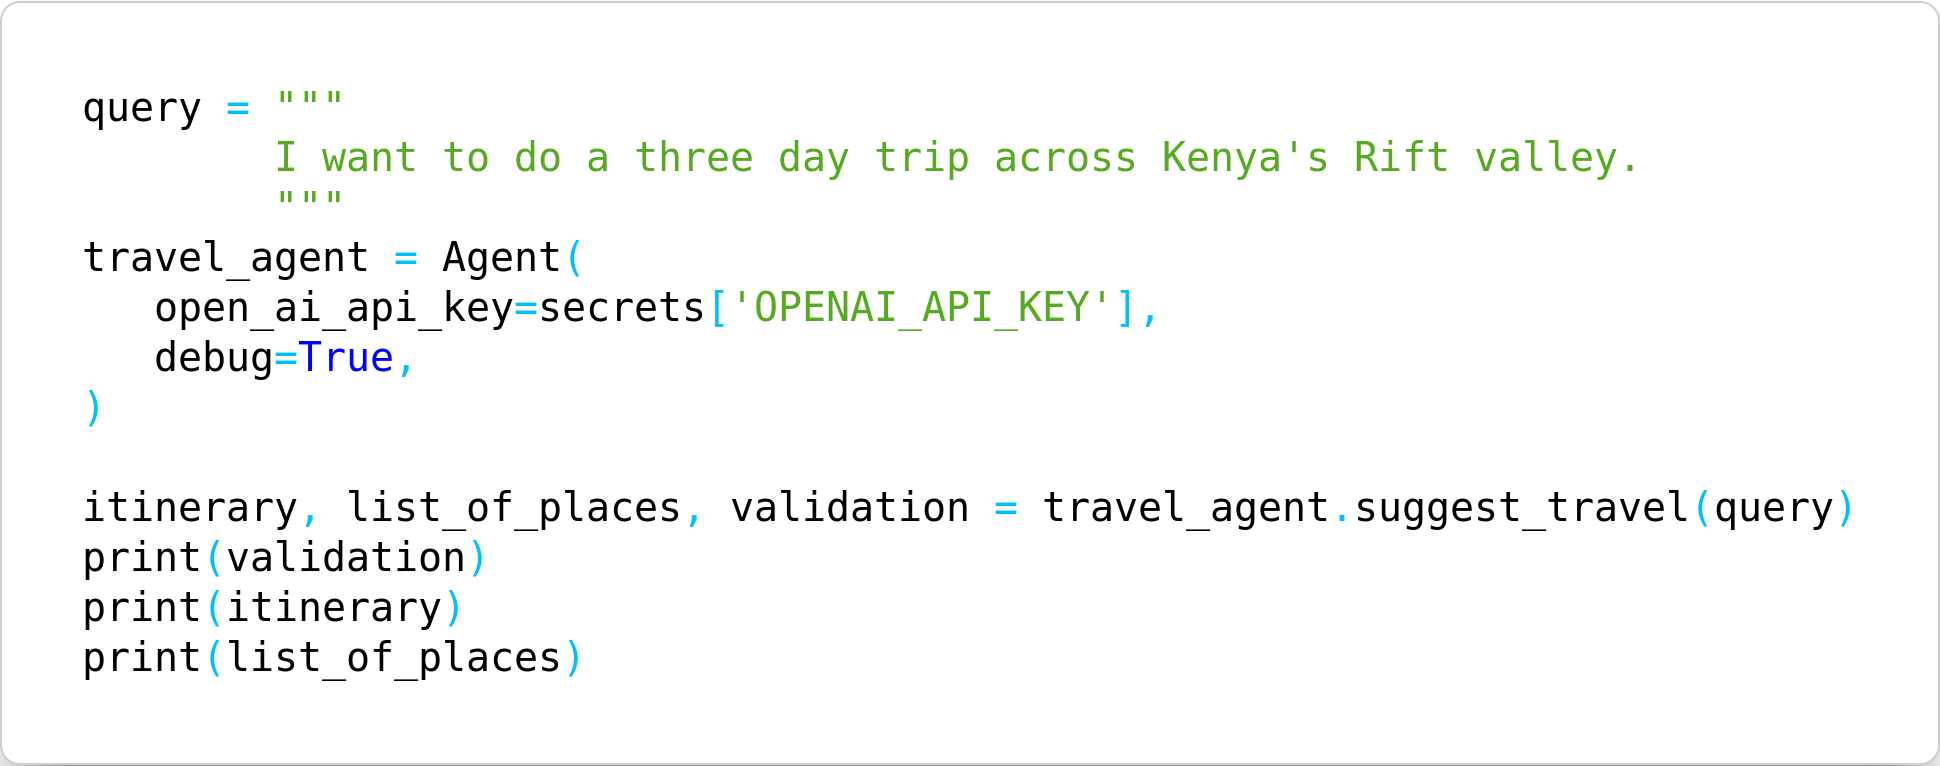 query = """
        I want to do a three day trip across Kenya's Rift valley.
        """
travel_agent = Agent(
   open_ai_api_key=secrets['OPENAI_API_KEY'],
   debug=True,
)

itinerary, list_of_places, validation = travel_agent.suggest_travel(query)
print(validation)
print(itinerary)
print(list_of_places)